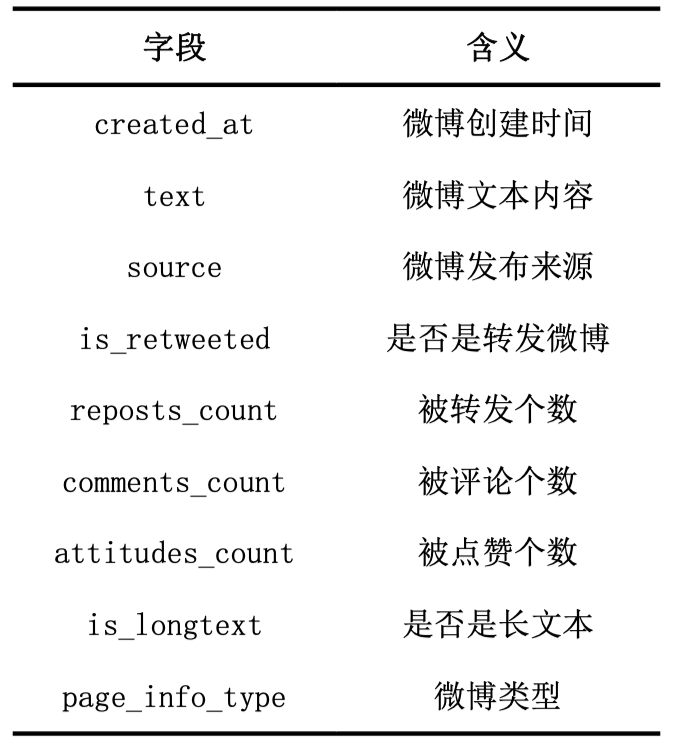 字段 含义
created_at 微博创建时间
text 微博文本内容
source 微博发布来源
is_retweeted 是否是转发微博
reposts_count 被转发个数
comments_count 被评论个数
attitudes_count 被点赞个数
is_longtext 是否是长文本
page_info_type 微博类型